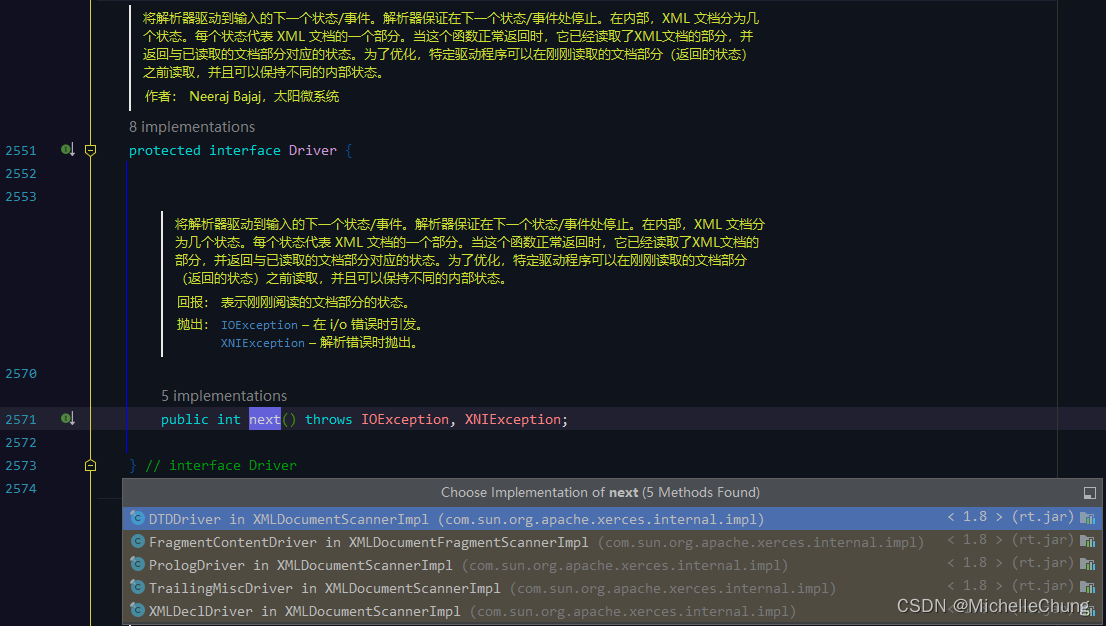 将解析器驱动到输入的下一个状态/事件。解析器保证在下一个状态/事件处停止。在内部，XML 文档分为几
个状态。每个状态代表 XML 文档的一个部分。当这个函数正常返回时，它已经读取了XML文档的部分，并
返回与已读取的文档部分对应的状态。为了优化，特定驱动程序可以在刚刚读取的文档部分（返回的状态）
之前读取，并且可以保持不同的内部状态。
作者： Neeraj Bajaj，太阳微系统
8 implementations
2551 protected interface Driver {
2552
2553
将解析器驱动到输入的下一个状态/事件。解析器保证在下一个状态/事件处停止。在内部，XML 文档分
为几个状态。每个状态代表 XML 文档的一个部分。当这个函数正常返回时，它已经读取了XML文档的
部分，并返回与已读取的文档部分对应的状态。为了优化，特定驱动程序可以在刚刚读取的文档部分
（返回的状态）之前读取，并且可以保持不同的内部状态。
回报： 表示刚刚阅读的文档部分的状态。
抛出： IOException – 在 i/o 错误时引发。
XNIException – 解析错误时抛出。
2570
5 implementations
2571 public int next() throws IOException, XNIException;
2572
2573 } // interface Driver
2574
Choose Implementation of next (5 Methods Found)
DTDDriver in XMLDocumentScannerImpl (com.sun.org.apache.xerces.internal.impl) < 1.8 > (rt.jar)
FragmentContentDriver in XMLDocumentFragmentScannerImpl (com.sun.org.apache.xerces.internal.impl) < 1.8 > (rt.jar)
PrologDriver in XMLDocumentScannerImpl (com.sun.org.apache.xerces.internal.impl) < 1.8 > (rt.jar)
TrailingMiscDriver in XMLDocumentScannerImpl (com.sun.org.apache.xerces.internal.impl) < 1.8 > (rt.jar)
XMLDeclDriver in XMLDocumentScannerImpl (com.sun.org.apache.xerces.internal.impl)
CSDN @MichelleChung